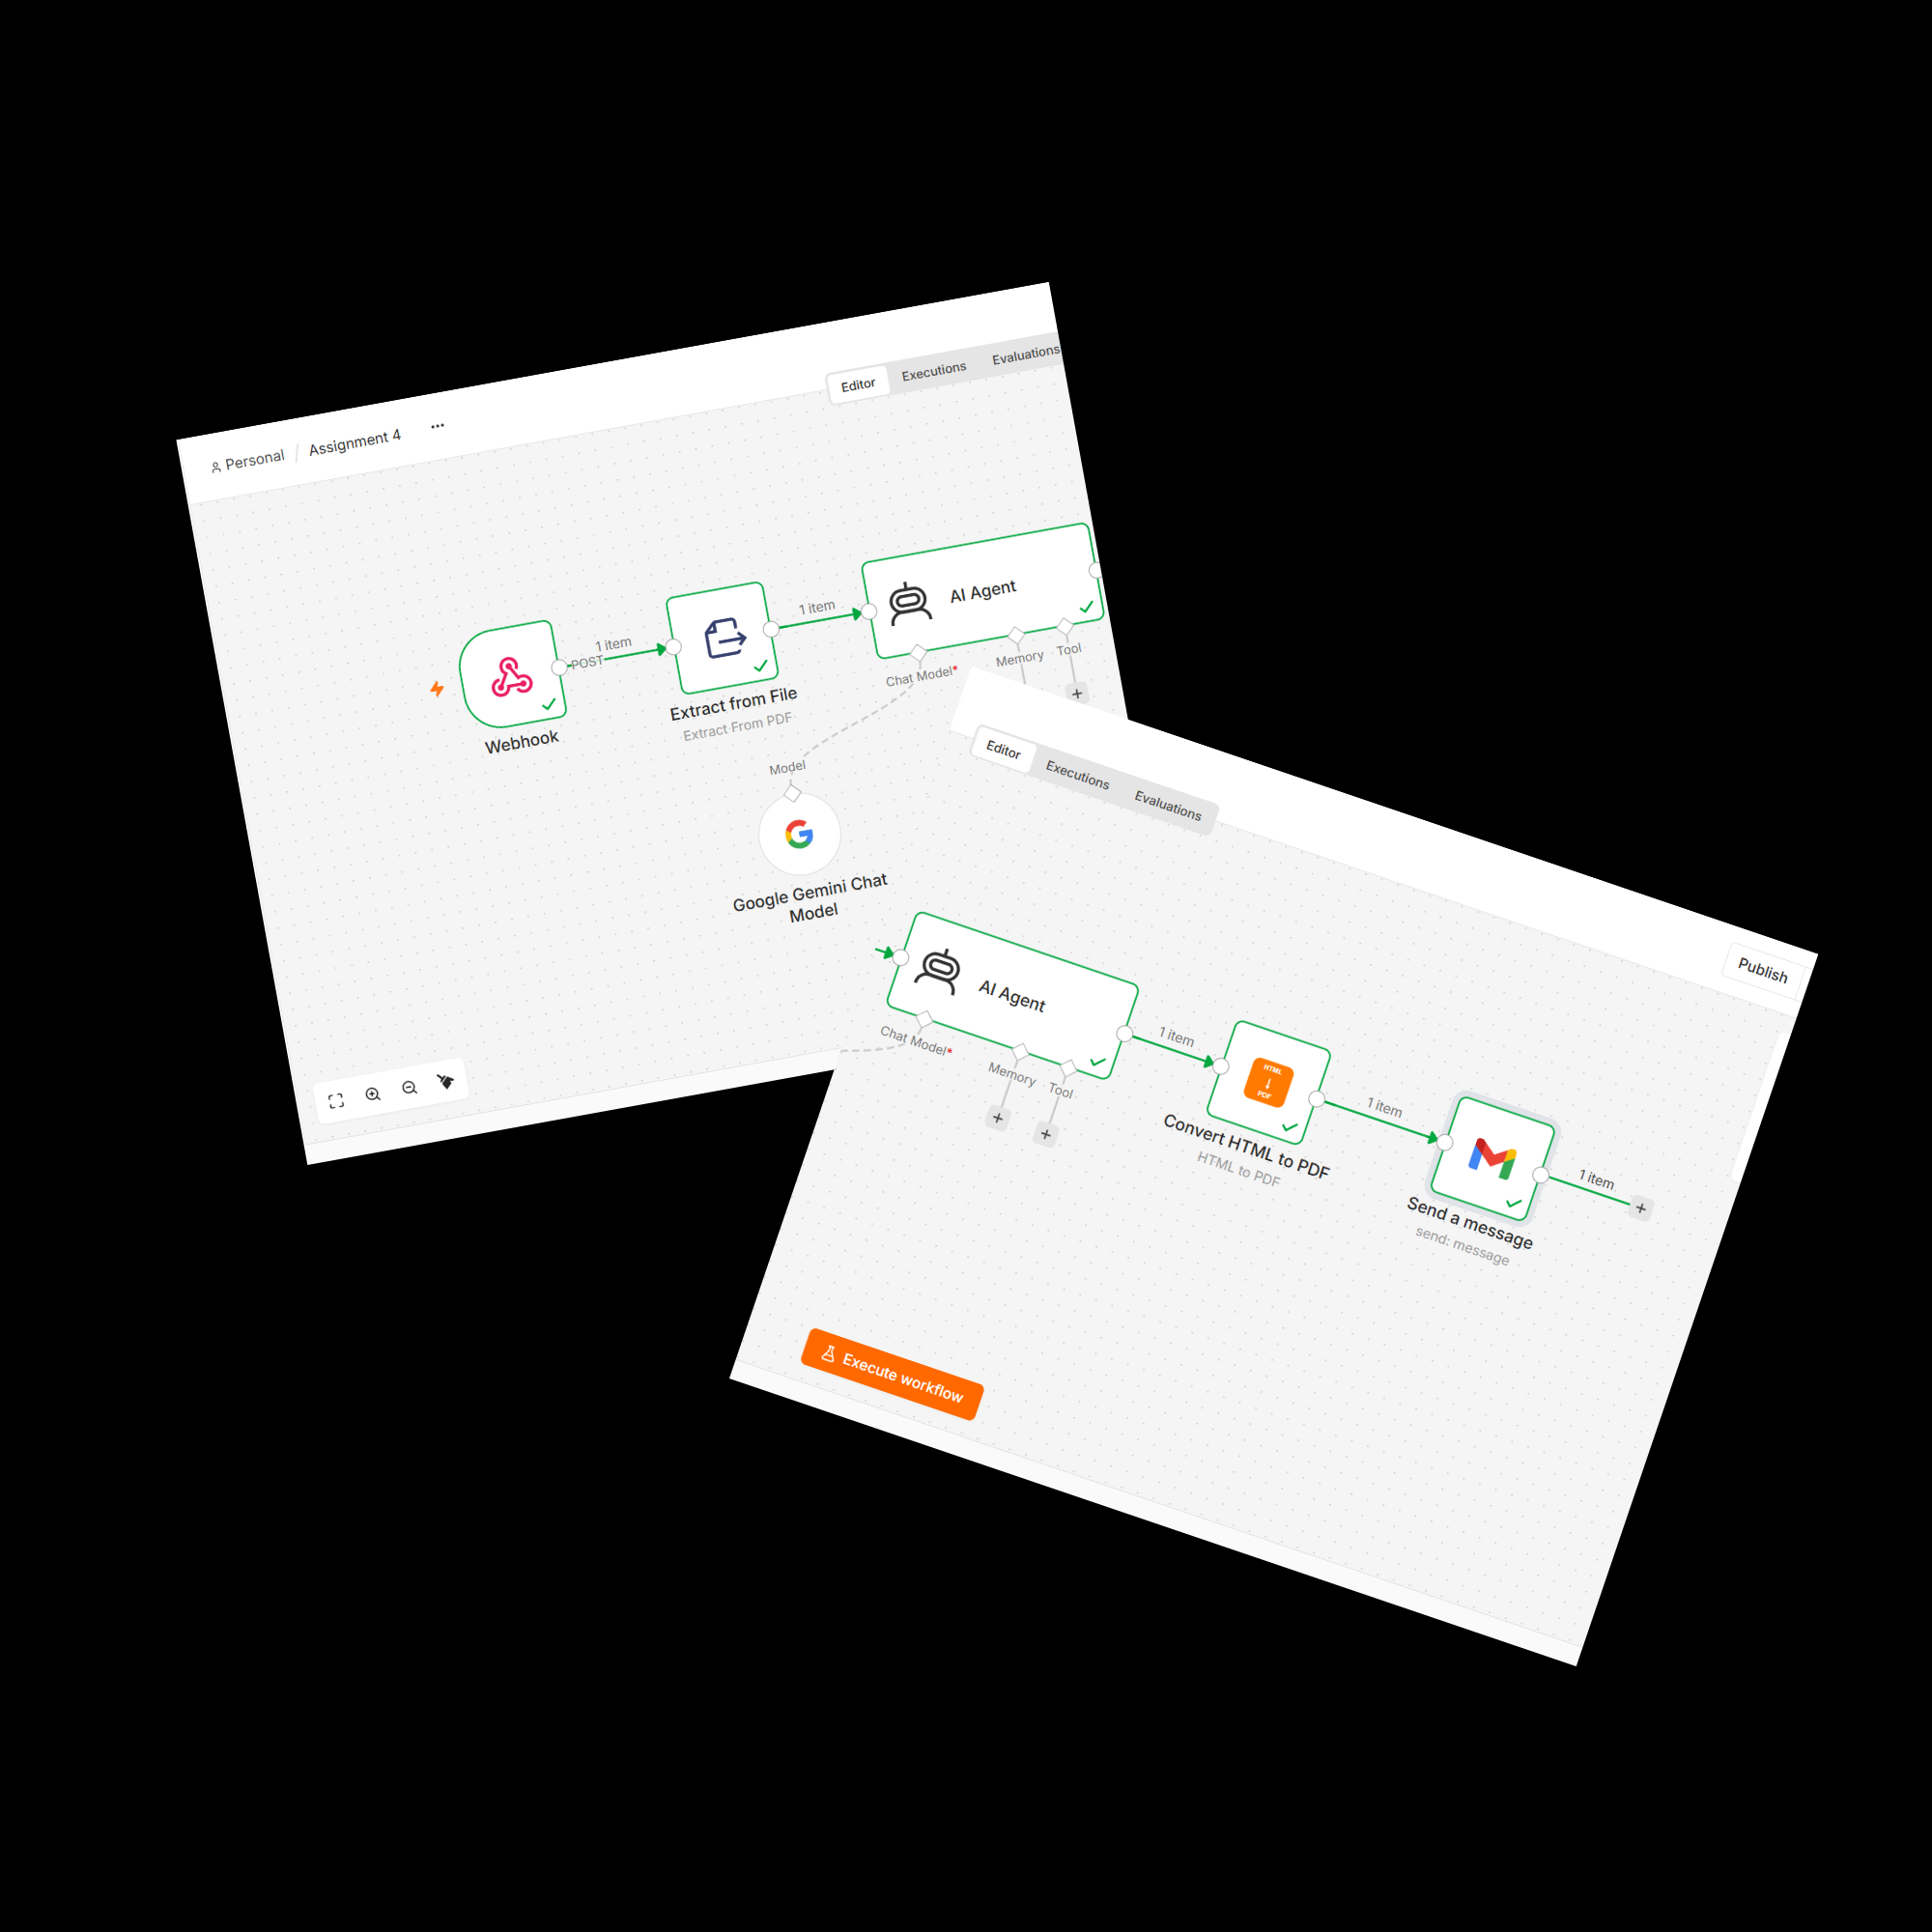 Personal / Assignment 4 ...
Editor Executions Evaluations
1 item
POST
Webhook
Extract from File
Extract From PDF
1 item
AI Agent
Chat Model*
Memory
Tool
+
Model
Google Gemini Chat
Model
Editor Executions Evaluations
Publish
AI Agent
Chat Model*
Memory
Tool
+
+
1 item
HTML
PDF
Convert HTML to PDF
HTML to PDF
1 item
Send a message
send: message
1 item
+
Execute workflow